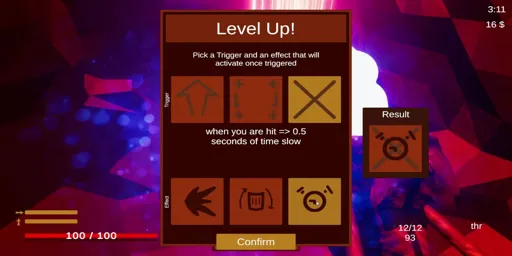 3:11
16 $
Level Up!
Pick a Trigger and an effect that will
activate once triggered
Trigger
when you are hit => 0.5
seconds of time slow
Result
Effect
Confirm
100 / 100
12/12
93
thr